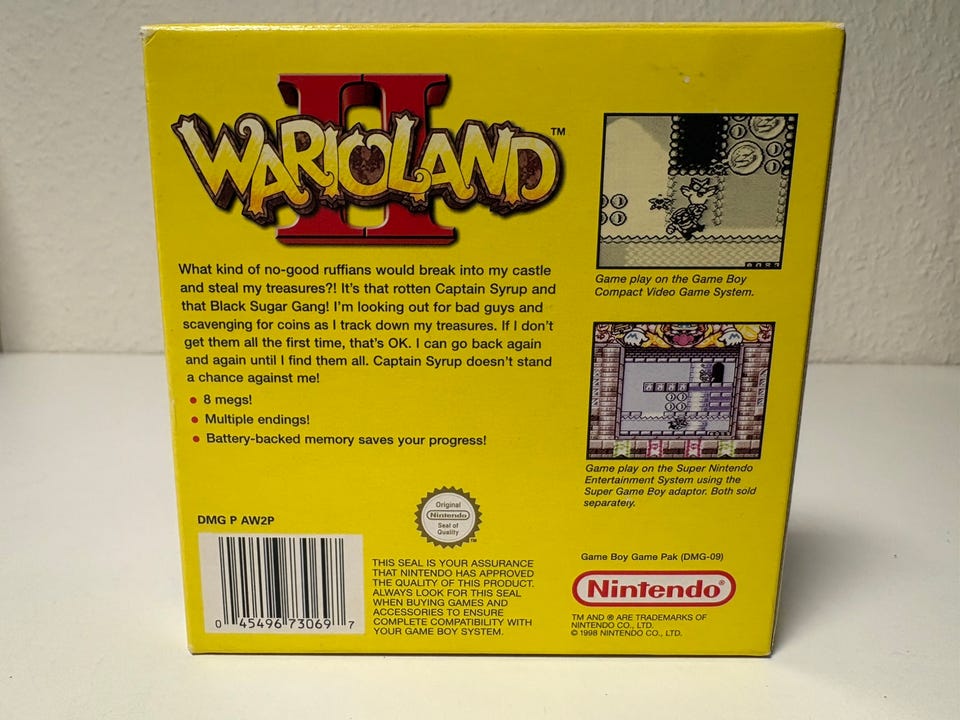 II
WARIOLAND™
What kind of no-good ruffians would break into my castle
and steal my treasures?! It's that rotten Captain Syrup and
that Black Sugar Gang! I'm looking out for bad guys and
scavenging for coins as I track down my treasures. If I don't
get them all the first time, that's OK. I can go back again
and again until I find them all. Captain Syrup doesn't stand
a chance against me!
• 8 megs!
• Multiple endings!
• Battery-backed memory saves your progress!
Game play on the Game Boy
Compact Video Game System.
Game play on the Super Nintendo
Entertainment System using the
Super Game Boy adaptor. Both sold
separately.
DMG P AW2P
0 45496 73069 7
Original
Nintendo
Seal of
Quality
TM
THIS SEAL IS YOUR ASSURANCE
THAT NINTENDO HAS APPROVED
THE QUALITY OF THIS PRODUCT.
ALWAYS LOOK FOR THIS SEAL
WHEN BUYING GAMES AND
ACCESSORIES TO ENSURE
COMPLETE COMPATIBILITY WITH
YOUR GAME BOY SYSTEM.
Game Boy Game Pak (DMG-09)
Nintendo®
TM AND ® ARE TRADEMARKS OF
NINTENDO CO., LTD.
© 1998 NINTENDO CO., LTD.